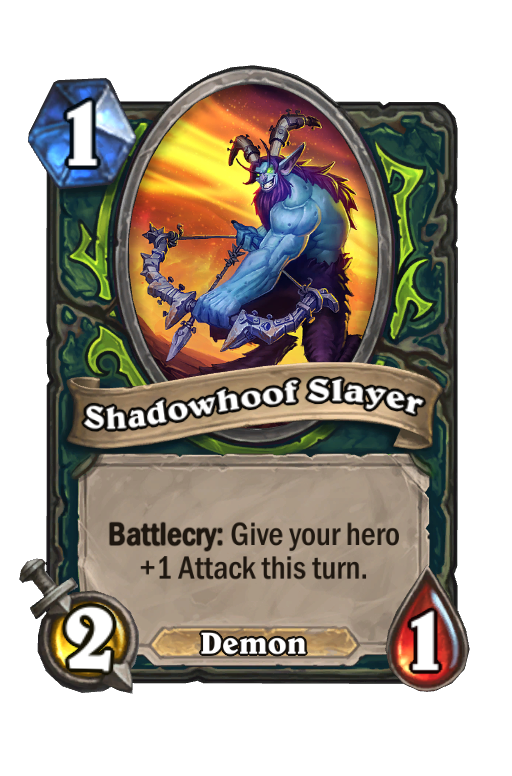 1
Shadowhoof Slayer
Battlecry: Give your hero
+1 Attack this turn.
2
Demon
1